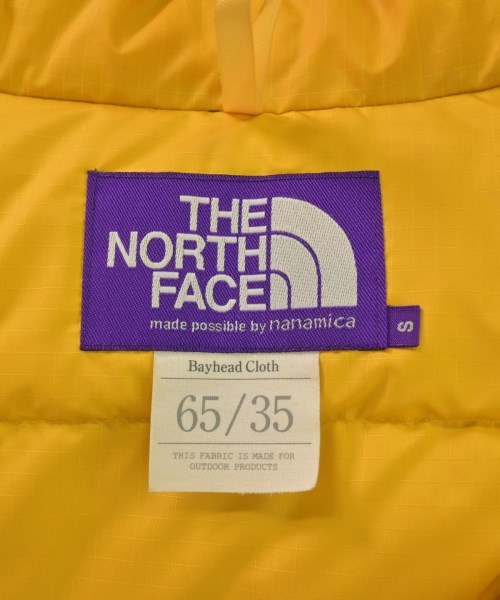 THE
NORTH
FACE
made possible by nanamica
S
Bayhead Cloth
65/35
THIS FABRIC IS MADE FOR
OUTDOOR PRODUCTS